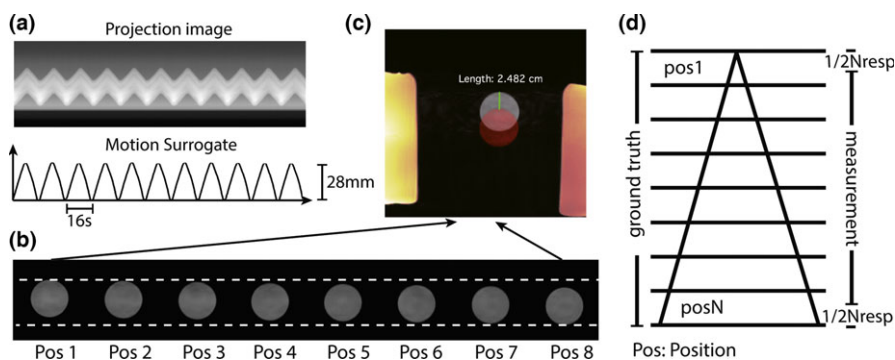 (a)
Projection image
Motion Surrogate
28mm
16s
(b)
Pos 1 Pos 2 Pos 3 Pos 4 Pos 5 Pos 6 Pos 7 Pos 8
(c)
Length: 2.482 cm
(d)
pos1
1/2Nresp
ground truth
measurement
posN
1/2Nresp
Pos: Position